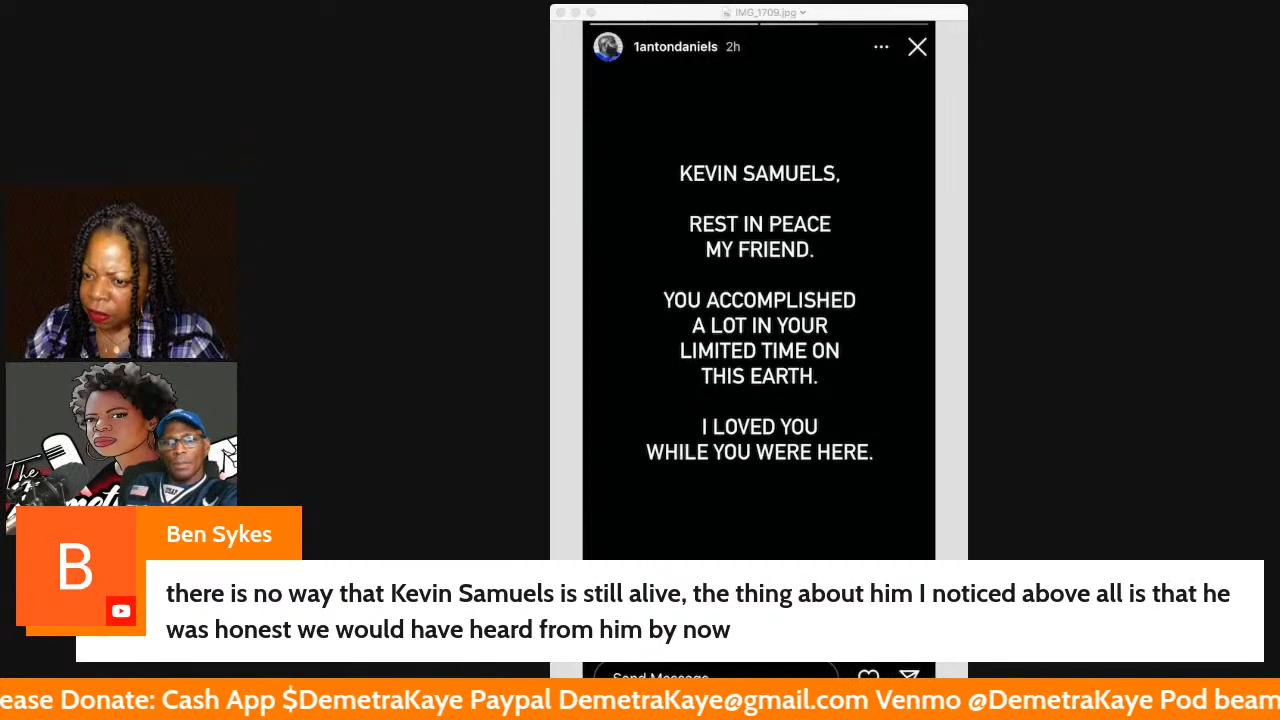 IMG_1709.jpg
1antondaniels 2h
KEVIN SAMUELS,
REST IN PEACE
MY FRIEND.
YOU ACCOMPLISHED
A LOT IN YOUR
LIMITED TIME ON
THIS EARTH.
I LOVED YOU
WHILE YOU WERE HERE.
The
B
Ben Sykes
there is no way that Kevin Samuels is still alive, the thing about him I noticed above all is that he
was honest we would have heard from him by now
Send Message
ease Donate: Cash App $DemetraKaye Paypal DemetraKaye@gmail.com Venmo @DemetraKaye Pod beam